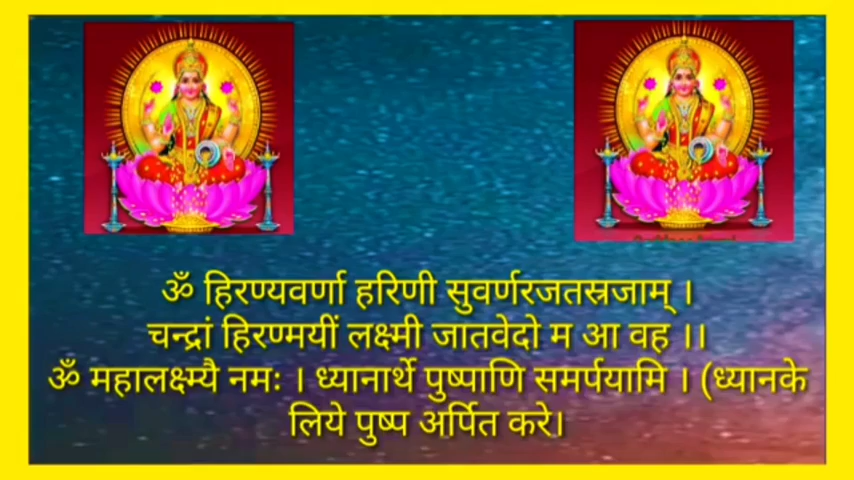 ॐ हिरण्यवर्णा हरिणी सुवर्णरजतस्रजाम् ।
चन्द्रां हिरण्मयीं लक्ष्मी जातवेदो म आ वह ।।
ॐ महालक्ष्म्यै नमः । ध्यानार्थे पुष्पाणि समर्पयामि । (ध्यानके
लिये पुष्प अर्पित करे।